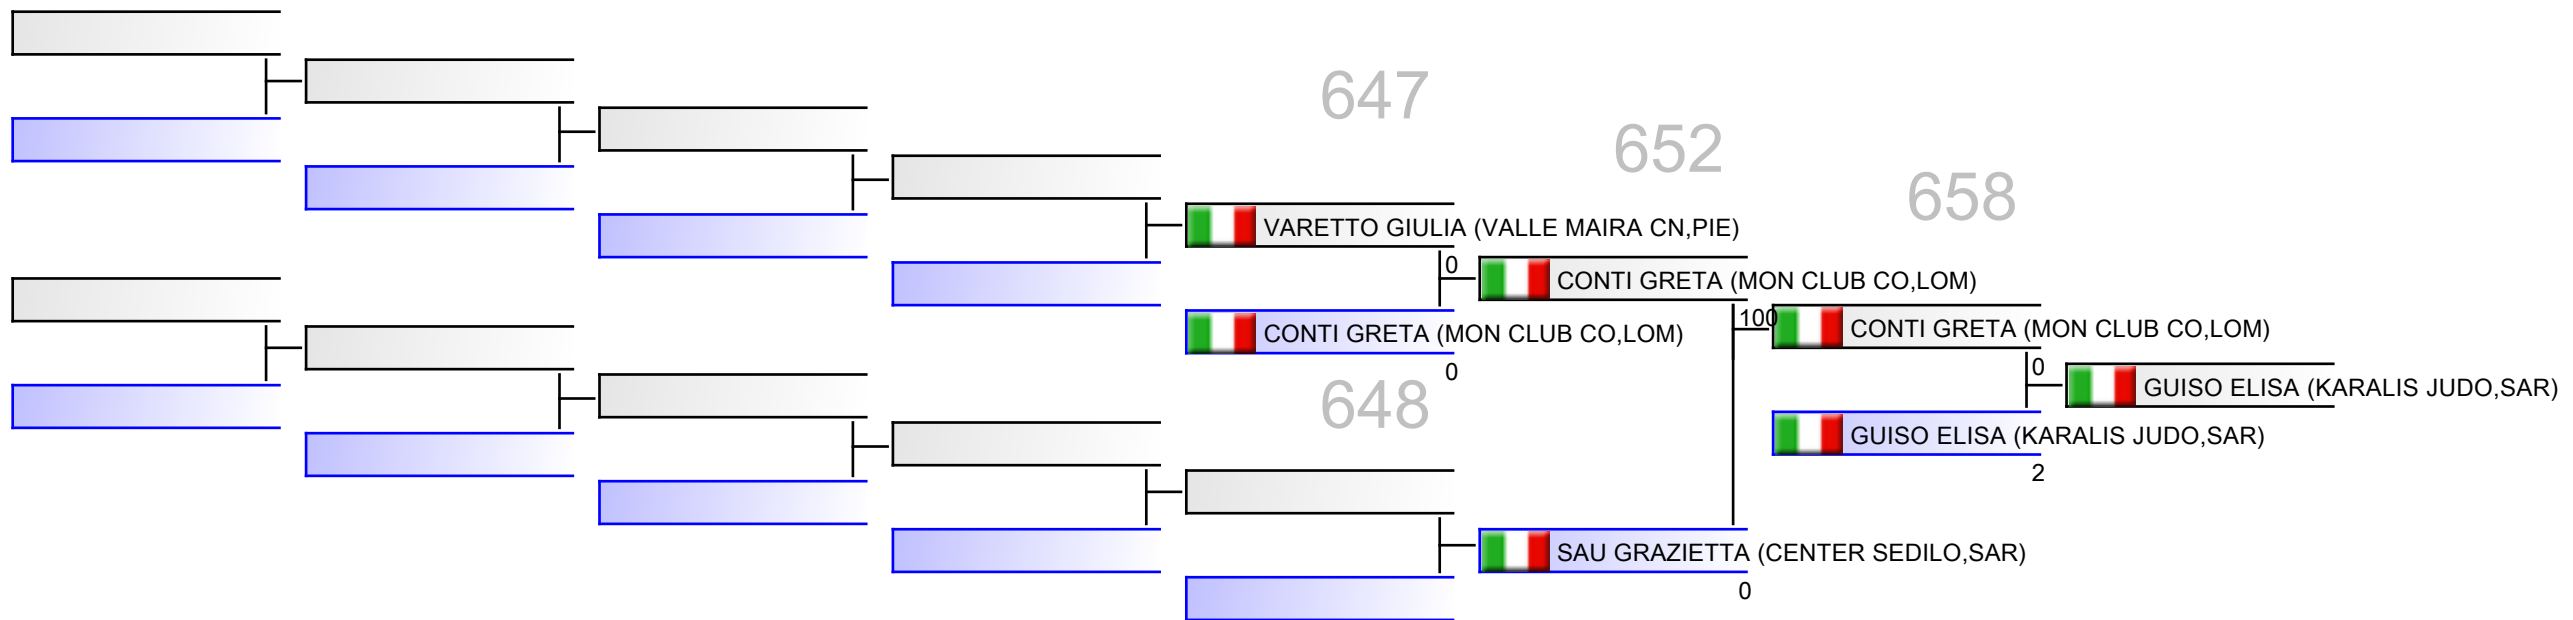 647
652
658
VARETTO GIULIA (VALLE MAIRA CN,PIE)
0
CONTI GRETA (MON CLUB CO,LOM)
CONTI GRETA (MON CLUB CO,LOM)
0
100
CONTI GRETA (MON CLUB CO,LOM)
0
GUISO ELISA (KARALIS JUDO,SAR)
GUISO ELISA (KARALIS JUDO,SAR)
2
648
SAU GRAZIETTA (CENTER SEDILO,SAR)
0